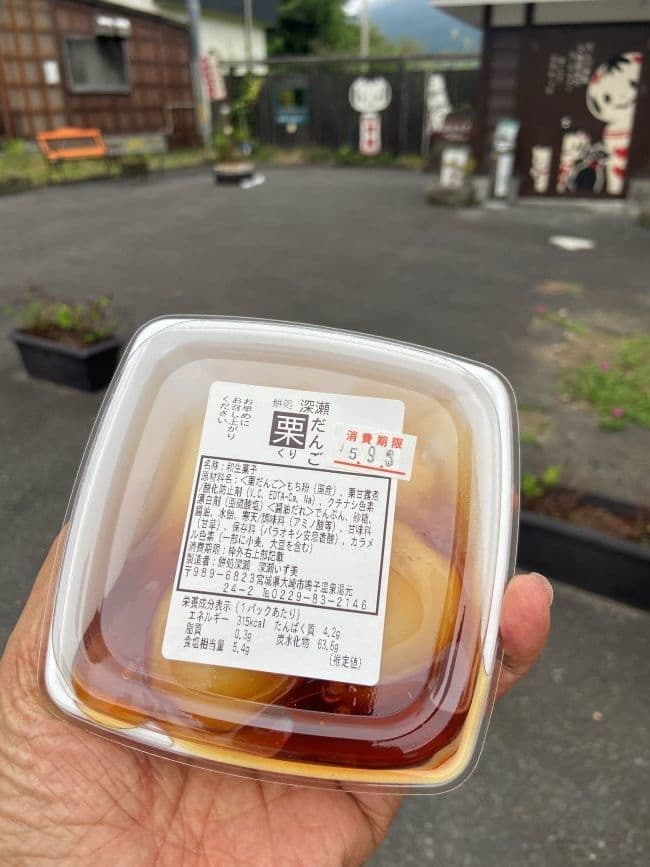 お早めに
お召し上がり
ください
餅処 深瀬
栗だんご
くり
消費期限
5.9.3
名称：和生菓子
原材料名：<栗だんご>もち粉（国産）、栗甘露煮
/酸化防止剤（V.C、EDTA-Ca、Na）、クチナシ色素
漂白剤（亜硫酸塩）<醤油だれ>でんぷん、砂糖、
醤油、水飴、寒天/調味料（アミノ酸等）、甘味料
（甘草）、保存料（パラオキシ安息香酸）、カラメ
ル色素（一部に小麦、大豆を含む）
消費期限：枠外右上部記載
製造者：餅処深瀬 深瀬いず美
〒989-6823宮城県大崎市鳴子温泉湯元
24-2 ℡0229-83-2146
栄養成分表示（1パックあたり）
エネルギー 315kcal たんぱく質 4.2g
脂質 0.3g 炭水化物 63.6g
食塩相当量 5.4g （推定値）